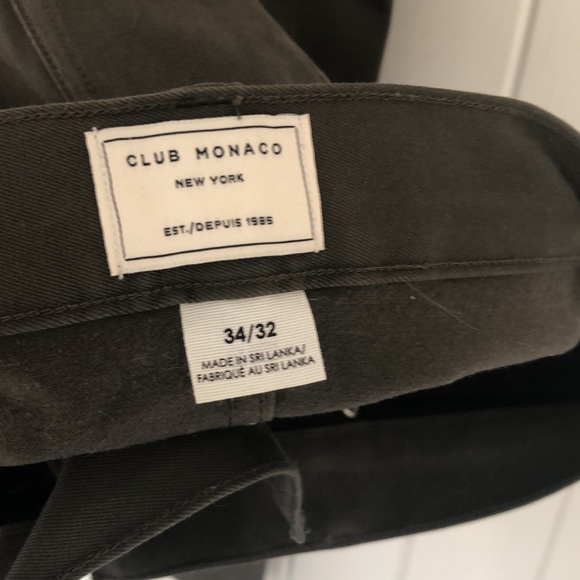 CLUB MONACO
NEW YORK
EST./DEPUIS 1985
34/32
MADE IN SRI LANKA/
FABRIQUÉ AU SRI LANKA